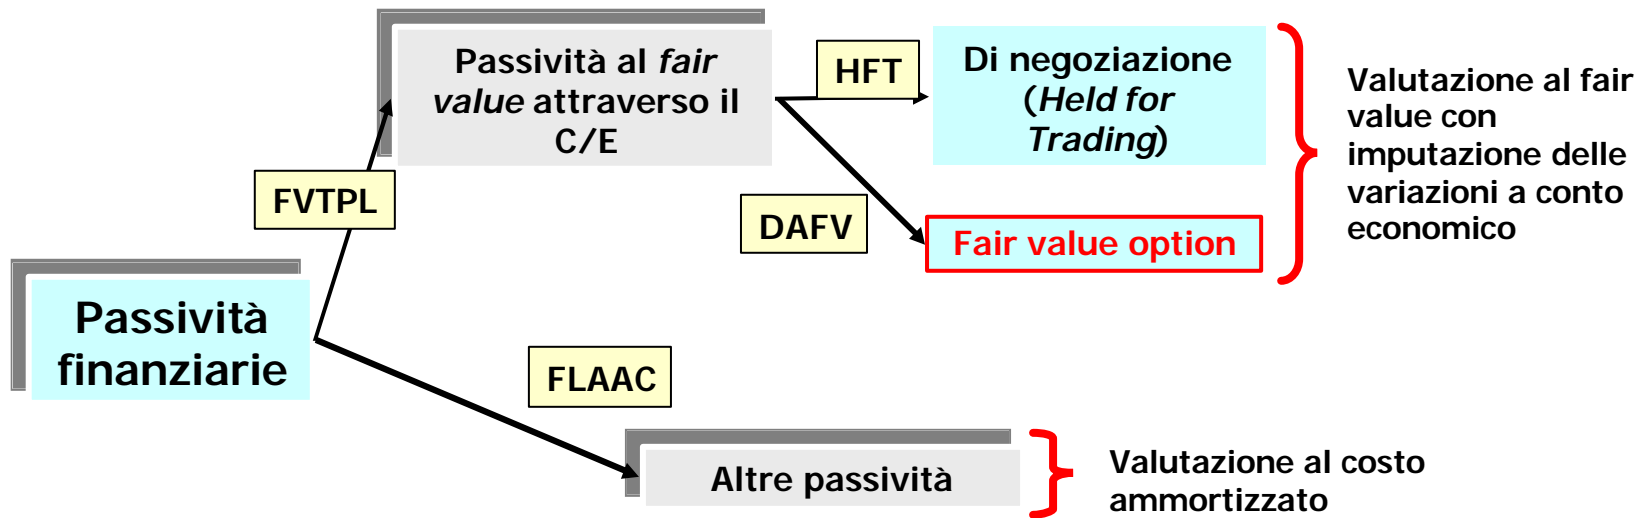 Passività al fair
value attraverso il
C/E
HFT
Di negoziazione
(Held for
Trading)
Valutazione al fair
value con
imputazione delle
variazioni a conto
economico
FVTPL
DAFV
Fair value option
Passività
finanziarie
FLAAC
Altre passività
Valutazione al costo
ammortizzato